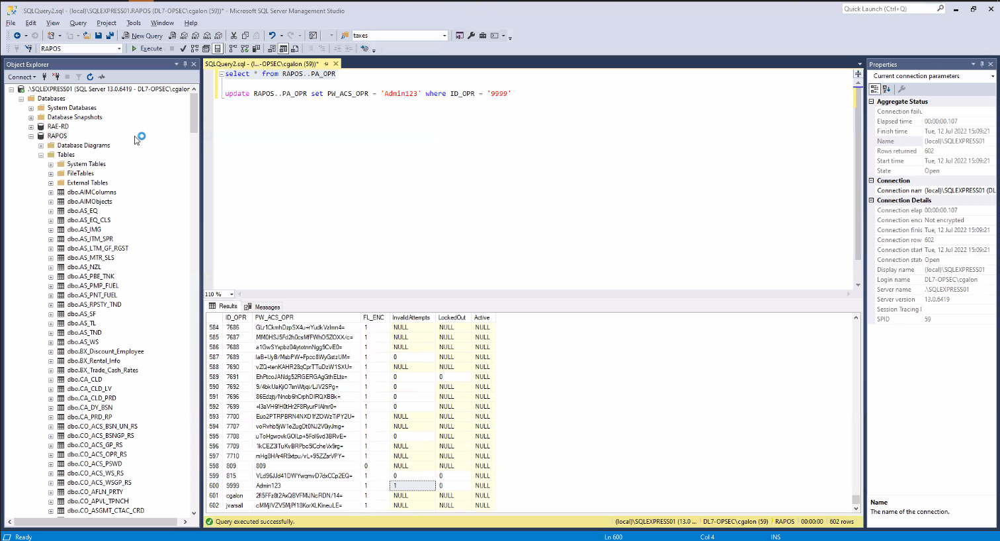 SQLQuery2.sql - (local)\SQLEXPRESS01.RAPOS (DL7-OPSEC\cgalon (59))* - Microsoft SQL Server Management Studio
Quick Launch (Ctrl+Q)
File Edit View Query Project Tools Window Help
New Query
taxes
RAPOS
Execute
Object Explorer
Connect
.\SQLEXPRESS01 (SQL Server 13.0.6419 - DL7-OPSEC\cgalon
Databases
System Databases
Database Snapshots
RAE-RD
RAPOS
Database Diagrams
Tables
System Tables
FileTables
External Tables
dbo.AIMColumns
dbo.AIMObjects
dbo.AS_EQ
dbo.AS_EQ_CLS
dbo.AS_IMG
dbo.AS_ITM_SPR
dbo.AS_LTM_GF_RGST
dbo.AS_MTR_SLS
dbo.AS_NZL
dbo.AS_PBE_TNK
dbo.AS_PMP_FUEL
dbo.AS_PNT_FUEL
dbo.AS_RPSTY_TND
dbo.AS_SF
dbo.AS_TL
dbo.AS_TND
dbo.AS_WS
dbo.BX_Discount_Employee
dbo.BX_Rental_Info
dbo.BX_Trade_Cash_Rates
dbo.CA_CLD
dbo.CA_CLD_LV
dbo.CA_CLD_PRD
dbo.CA_DY_BSN
dbo.CA_PRD_RP
dbo.CO_ACS_BSN_UN_RS
dbo.CO_ACS_BSNGP_RS
dbo.CO_ACS_GP_RS
dbo.CO_ACS_OPR_RS
dbo.CO_ACS_PSWD
dbo.CO_ACS_WS_RS
dbo.CO_ACS_WSGP_RS
dbo.CO_AFLN_PRTY
dbo.CO_APVL_TPNCH
dbo.CO_ASGMT_CTAC_CRD
SQLQuery2.sql - (l...-OPSEC\cgalon (59))*
select * from RAPOS..PA_OPR
update RAPOS..PA_OPR set PW_ACS_OPR = 'Admin123' where ID_OPR = '9999'
110 %
Results Messages
ID_OPR PW_ACS_OPR FL_ENC InvalidAttempts LockedOut Active
584 7686 GLr1CkmhDzpSX4u+rYudkVzlmn4= 1 NULL NULL NULL
585 7687 MM0HSJ5Fd2h0csMfFWhO5ZOXX/c= 1 NULL NULL NULL
586 7688 a1GwSYxpbz04iytotnnNgg9CvE0= 1 NULL NULL NULL
587 7689 1 0 NULL NULL
588 7690 vZQ+tenKAHR28qCprTTuDzW1SXU= 1 NULL NULL NULL
589 7691 EhPtcoJANdg52RGERGAgGthELts= 1 0 0 NULL
590 7692 9/4bkUaKjiO7snWtjqi/LJV2SPg= 1 0 NULL NULL
591 7696 86Edzjtj/Nnob6hCrphDIRQXBBk= 1 0 NULL NULL
592 7699 1 0 NULL NULL
593 7700 Euo2PTRPBRN4NXD1fZOWzTiPY2U= 1 NULL NULL NULL
594 7707 voRvhb5jW1eZugDt0NJ2V0iyJmg= 1 NULL NULL NULL
595 7708 1 0 NULL NULL
596 7709 1kCEZ3ITuKvBRPbc5lCcheVx9rg= 1 NULL NULL NULL
597 7710 mHg8HAr4R9xtpu/vL+95ZZsrVPY= 1 NULL NULL NULL
598 809 809 0 NULL NULL NULL
599 815 VLd96JJd41DWYwqmvD7dxCCp2EQ= 1 0 0 NULL
600 9999 Admin123 1 1 0 NULL
601 cgalon 1 NULL NULL NULL
602 jvarsall 1 NULL NULL NULL
Query executed successfully.
(local)\SQLEXPRESS01 (13.0 ... DL7-OPSEC\cgalon (59) RAPOS 00:00:00 602 rows
Properties
Current connection parameters
Aggregate Status
Connection failu
Elapsed time 00:00:00.107
Finish time Tue, 12 Jul 2022 15:09:21
Name (local)\SQLEXPRESS01
Rows returned 602
Start time Tue, 12 Jul 2022 15:09:21
State Open
Connection
Connection nam (local)\SQLEXPRESS01 (DL
Connection Details
Connection elap 00:00:00.107
Connection encr Not encrypted
Connection finis Tue, 12 Jul 2022 15:09:21
Connection row 602
Connection start Tue, 12 Jul 2022 15:09:21
Connection state Open
Display name (local)\SQLEXPRESS01
Login name DL7-OPSEC\cgalon
Server name .\SQLEXPRESS01
Server version 13.0.6419
Session Tracing I
SPID 59
Name
The name of the connection.
Ready Ln 600 Col 4 INS